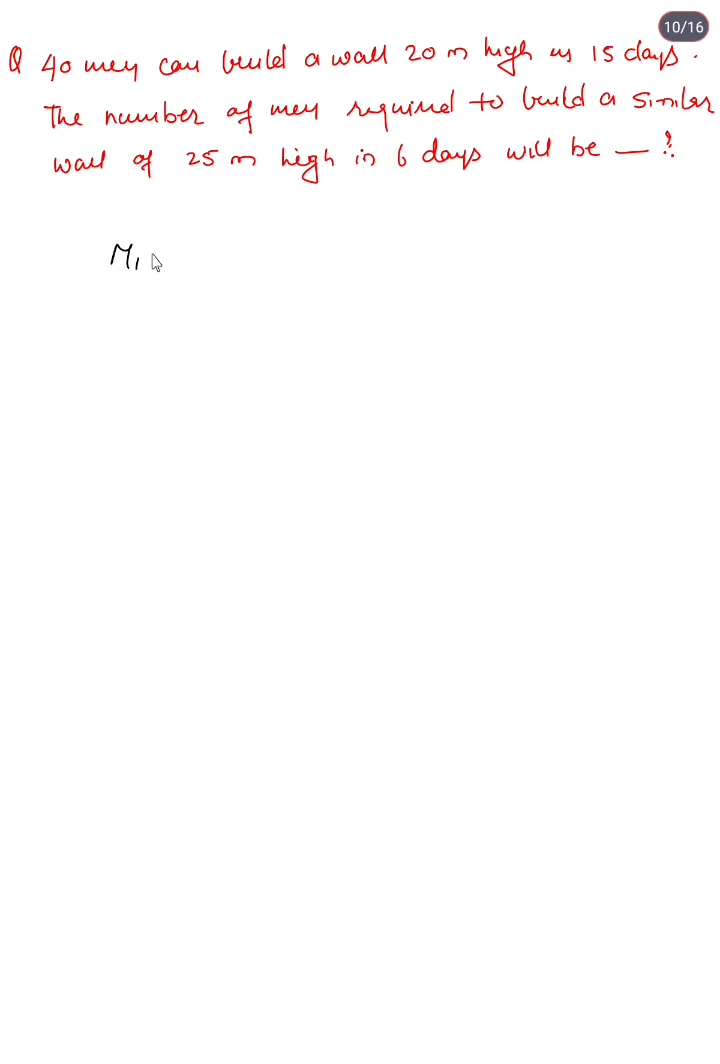 10/16
Q 40 men can build a wall 20 m high in 15 days.
The number of men required to build a similar
wall of 25 m high in 6 days will be — ?
M1